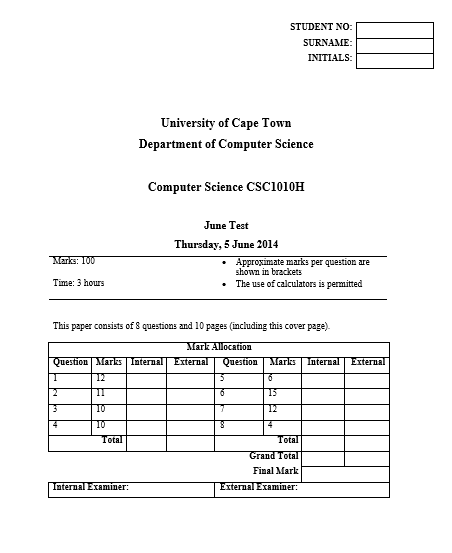 STUDENT NO:
SURNAME:
INITIALS:
University of Cape Town
Department of Computer Science
Computer Science CSC1010H
June Test
Thursday, 5 June 2014
Marks: 100
• Approximate marks per question are
shown in brackets
Time: 3 hours
• The use of calculators is permitted
This paper consists of 8 questions and 10 pages (including this cover page).
Mark Allocation
Question Marks Internal External Question Marks Internal External
1 12 5 6
2 11 6 15
3 10 7 12
4 10 8 4
Total Total
Grand Total
Final Mark
Internal Examiner: External Examiner: